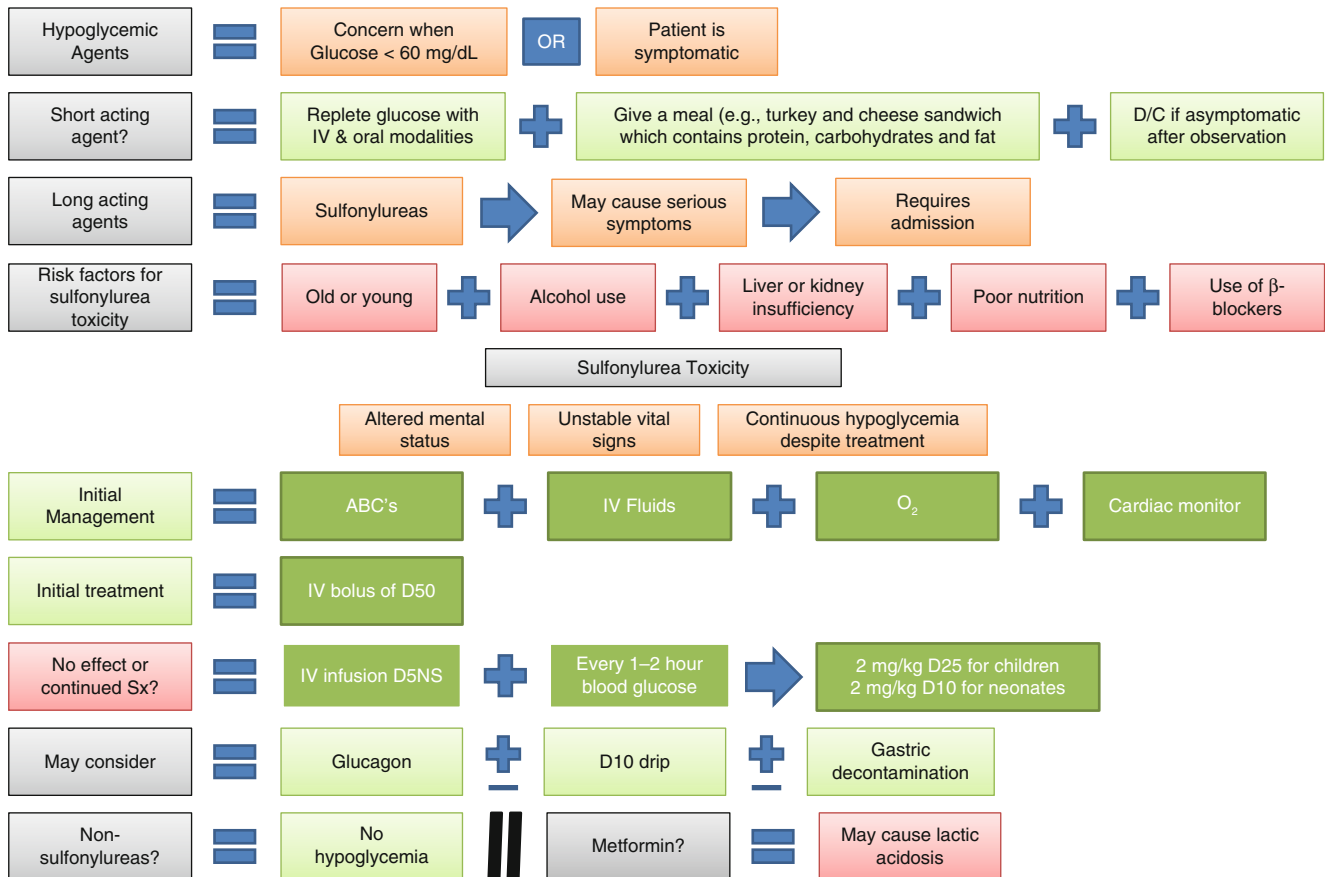 Hypoglycemic
Agents
Concern when
Glucose < 60 mg/dL
OR
Patient is
symptomatic
Short acting
agent?
Replete glucose with
IV & oral modalities
Give a meal (e.g., turkey and cheese sandwich
which contains protein, carbohydrates and fat
D/C if asymptomatic
after observation
Long acting
agents
Sulfonylureas
May cause serious
symptoms
Requires
admission
Risk factors for
sulfonylurea
toxicity
Old or young
Alcohol use
Liver or kidney
insufficiency
Poor nutrition
Use of β-
blockers
Sulfonylurea Toxicity
Altered mental
status
Unstable vital
signs
Continuous hypoglycemia
despite treatment
Initial
Management
ABC's
IV Fluids
O₂
Cardiac monitor
Initial treatment
IV bolus of D50
No effect or
continued Sx?
IV infusion D5NS
Every 1–2 hour
blood glucose
2 mg/kg D25 for children
2 mg/kg D10 for neonates
May consider
Glucagon
D10 drip
Gastric
decontamination
Non-
sulfonylureas?
No
hypoglycemia
Metformin?
May cause lactic
acidosis